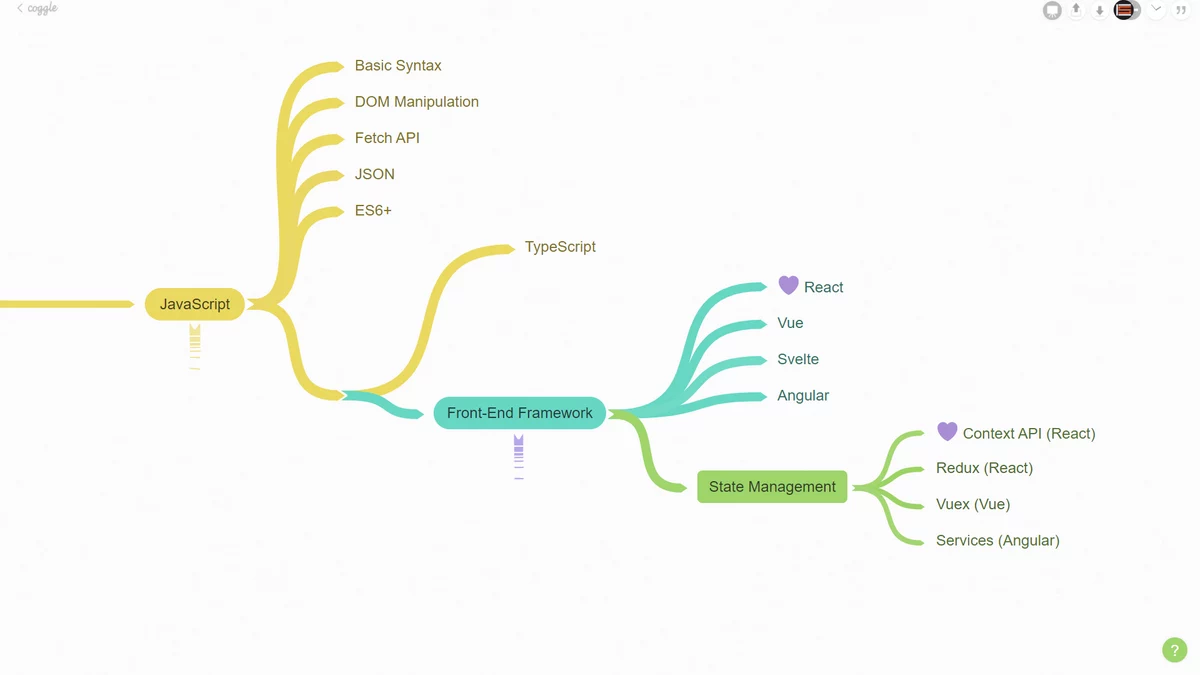 coggle
Basic Syntax
DOM Manipulation
Fetch API
JSON
ES6+
TypeScript
JavaScript
React
Vue
Svelte
Angular
Front-End Framework
Context API (React)
Redux (React)
State Management
Vuex (Vue)
Services (Angular)
?